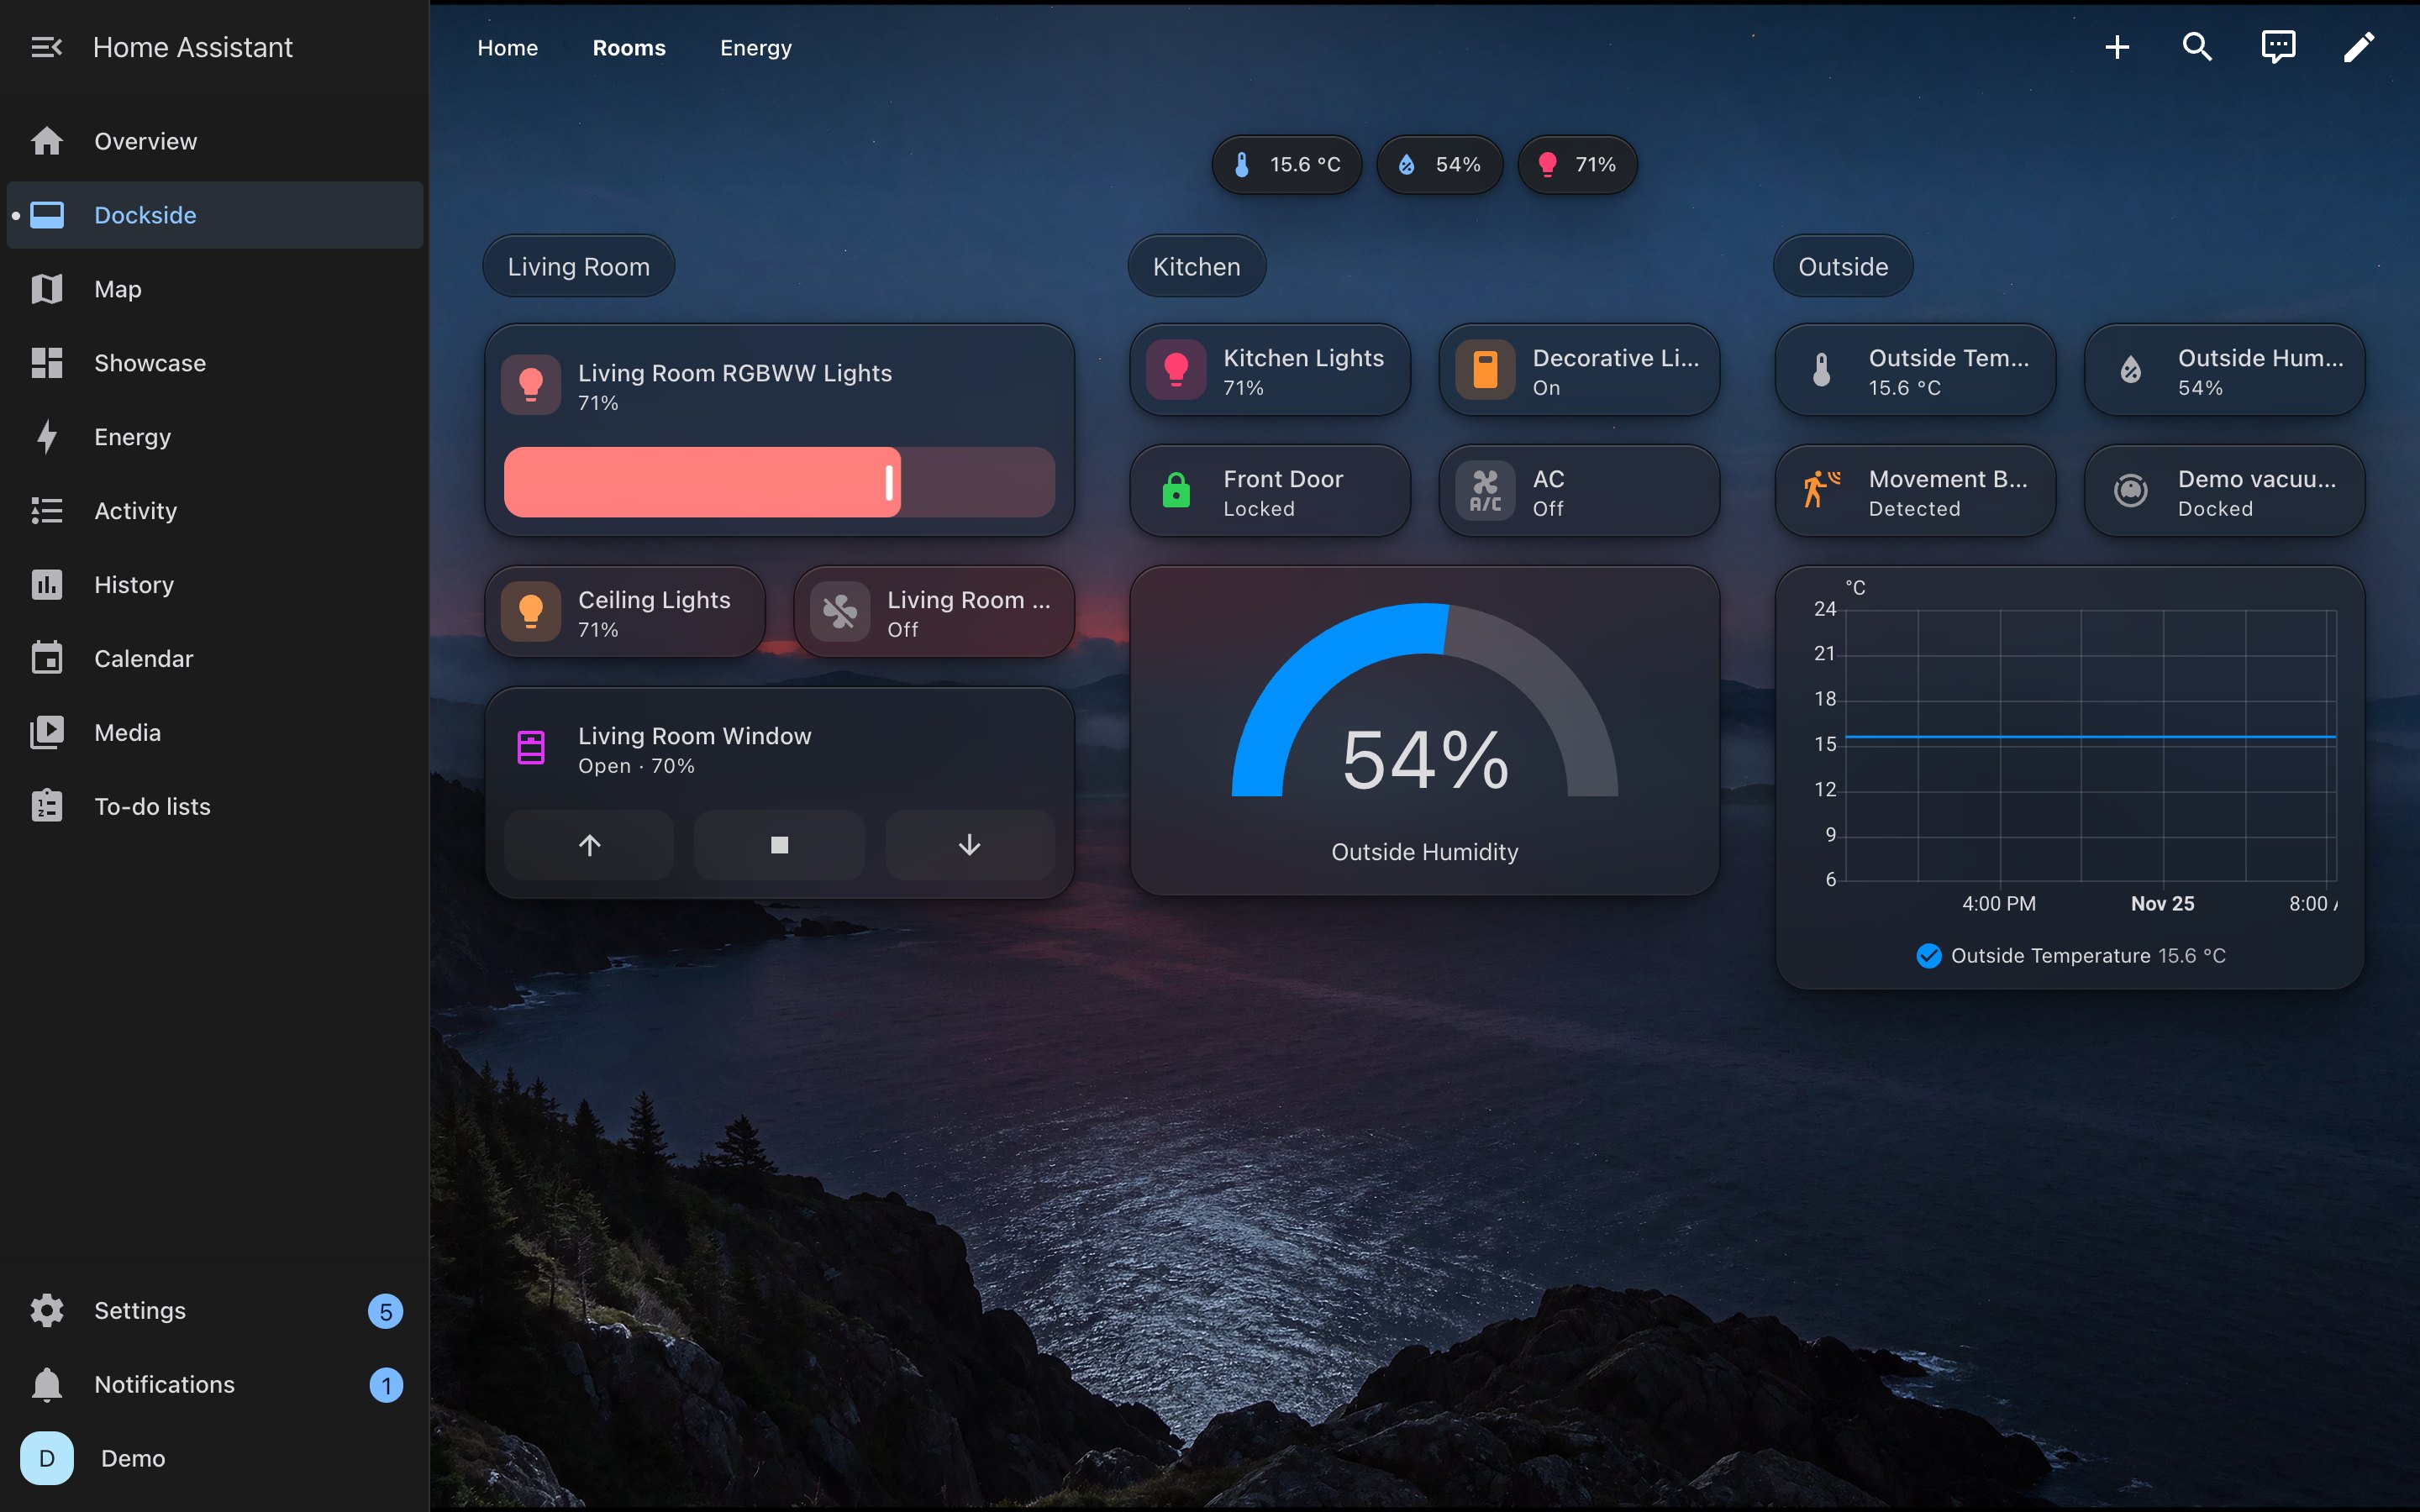 Home Assistant
Overview
Dockside
Map
Showcase
Energy
Activity
History
Calendar
Media
To-do lists
Settings 5
Notifications 1
D Demo
Home Rooms Energy
15.6 °C 54% 71%
Living Room
Living Room RGBWW Lights
71%
Ceiling Lights
71%
Living Room ...
Off
Living Room Window
Open · 70%
Kitchen
Kitchen Lights
71%
Decorative Li...
On
Front Door
Locked
A/C
AC
Off
54%
Outside Humidity
Outside
Outside Tem...
15.6 °C
Outside Hum...
54%
Movement B...
Detected
Demo vacuu...
Docked
°C
24
21
18
15
12
9
6
4:00 PM Nov 25 8:00
Outside Temperature 15.6 °C